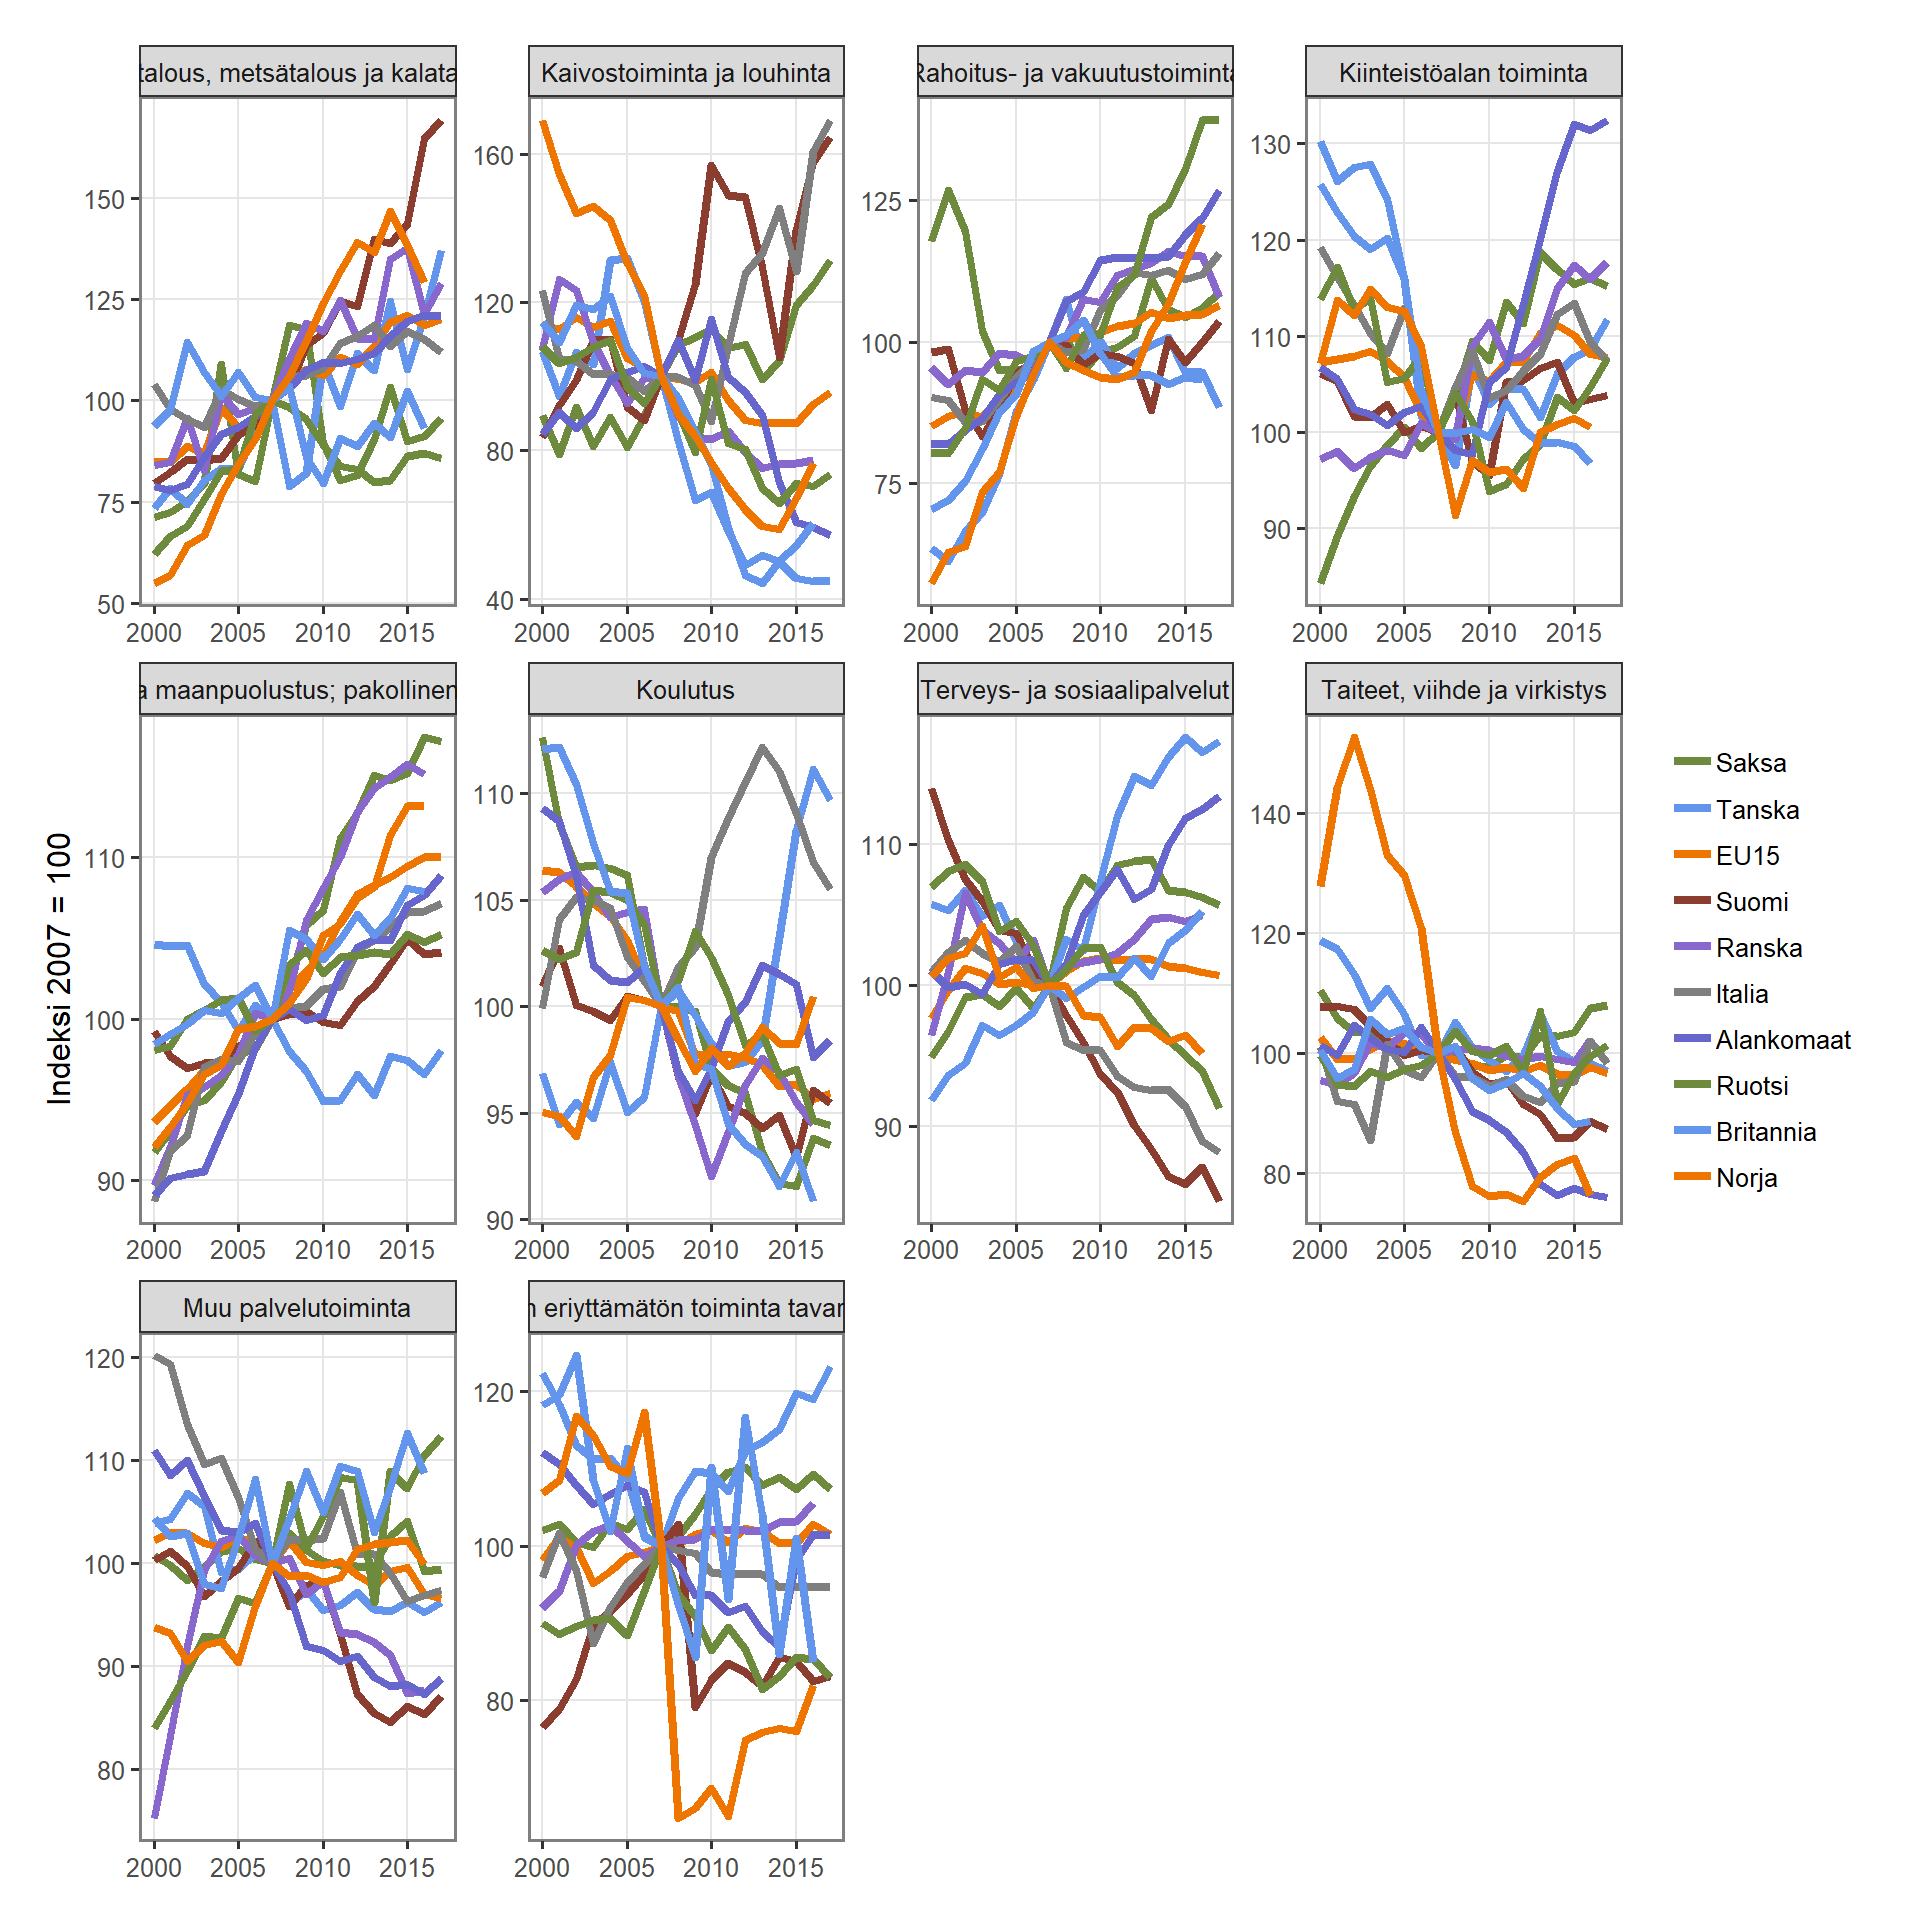 talous, metsätalous ja kalata
Kaivostoiminta ja louhinta
Rahoitus- ja vakuutustoiminta
Kiinteistöalan toiminta
150
125
100
75
50
160
120
80
40
125
100
75
130
120
110
100
90
2000 2005 2010 2015
2000 2005 2010 2015
2000 2005 2010 2015
2000 2005 2010 2015
a maanpuolustus; pakollinen
Koulutus
Terveys- ja sosiaalipalvelut
Taiteet, viihde ja virkistys
Indeksi 2007 = 100
110
100
90
110
105
100
95
90
110
100
90
140
120
100
80
2000 2005 2010 2015
2000 2005 2010 2015
2000 2005 2010 2015
2000 2005 2010 2015
Saksa
Tanska
EU15
Suomi
Ranska
Italia
Alankomaat
Ruotsi
Britannia
Norja
Muu palvelutoiminta
n eriyttämätön toiminta tavar
120
110
100
90
80
120
100
80
2000 2005 2010 2015
2000 2005 2010 2015